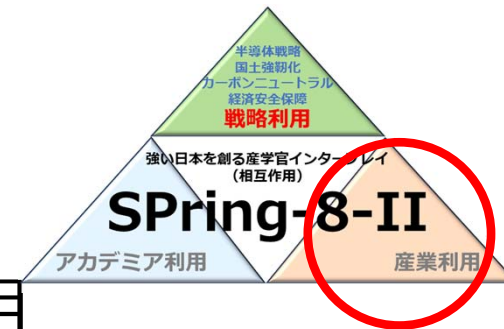 半導体戦略
国土強靭化
カーボンニュートラル
経済安全保障
戦略利用
強い日本を創る産学官インタープレイ
(相互作用)
SPring-8-II
アカデミア利用
産業利用